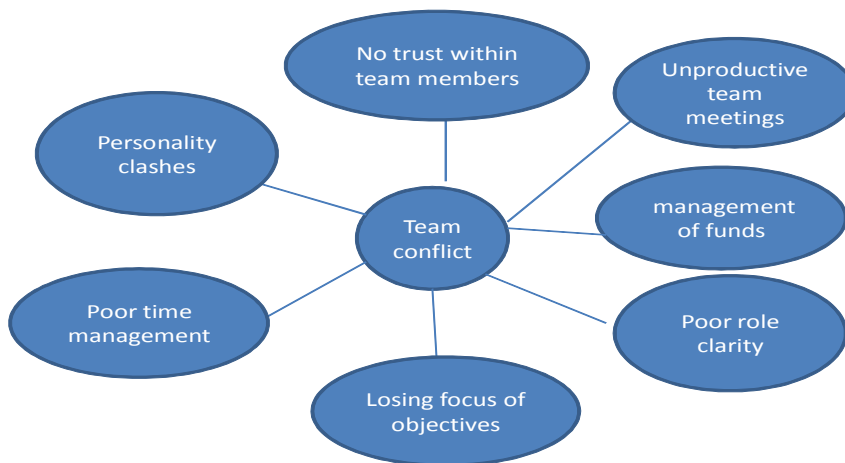 No trust within
team members
Unproductive
team
meetings
Personality
clashes
management
of funds
Team
conflict
Poor time
management
Poor role
clarity
Losing focus of
objectives